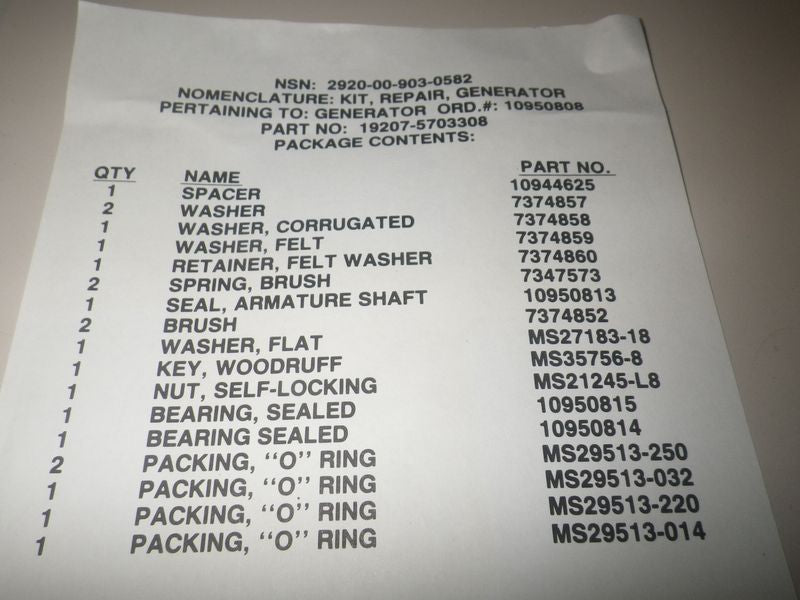 NSN: 2920-00-903-0582
NOMENCLATURE: KIT, REPAIR, GENERATOR
PERTAINING TO: GENERATOR ORD.#: 10950808
PART NO: 19207-5703308
PACKAGE CONTENTS:
QTY NAME PART NO.
1 SPACER 10944625
2 WASHER 7374857
1 WASHER, CORRUGATED 7374858
1 WASHER, FELT 7374859
1 RETAINER, FELT WASHER 7374860
2 SPRING, BRUSH 7347573
1 SEAL, ARMATURE SHAFT 10950813
2 BRUSH 7374852
1 WASHER, FLAT MS27183-18
1 KEY, WOODRUFF MS35756-8
1 NUT, SELF-LOCKING MS21245-L8
1 BEARING, SEALED 10950815
1 BEARING SEALED 10950814
2 PACKING, "O" RING MS29513-250
1 PACKING, "O" RING MS29513-032
1 PACKING, "O" RING MS29513-220
1 PACKING, "O" RING MS29513-014